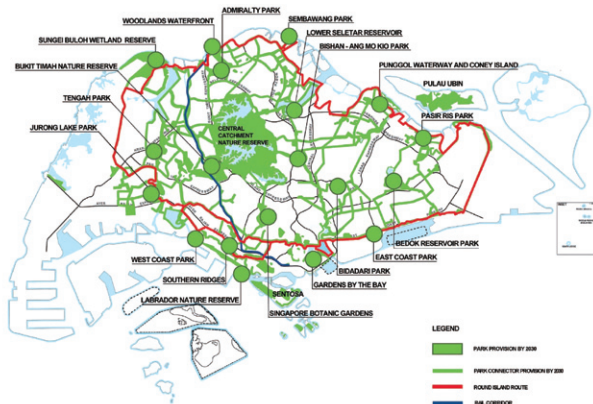 ADMIRALTY PARK
WOODLANDS WATERFRONT
SEMBAWANG PARK
SUNGEI BULOH WETLAND RESERVE
LOWER SELETAR RESERVOIR
BISHAN - ANG MO KIO PARK
BUKIT TIMAH NATURE RESERVE
PUNGGOL WATERWAY AND CONEY ISLAND
PULAU UBIN
TENGAH PARK
PASIR RIS PARK
CENTRAL
CATCHMENT
NATURE RESERVE
JURONG LAKE PARK
BEDOK RESERVOIR PARK
WEST COAST PARK
EAST COAST PARK
BIDADARI PARK
SOUTHERN RIDGES
GARDENS BY THE BAY
LABRADOR NATURE RESERVE
SENTOSA
SINGAPORE BOTANIC GARDENS
LEGEND
PARK PROVISION BY 2030
PARK CONNECTOR PROVISION BY 2030
ROUND ISLAND ROUTE
RAIL CORRIDOR